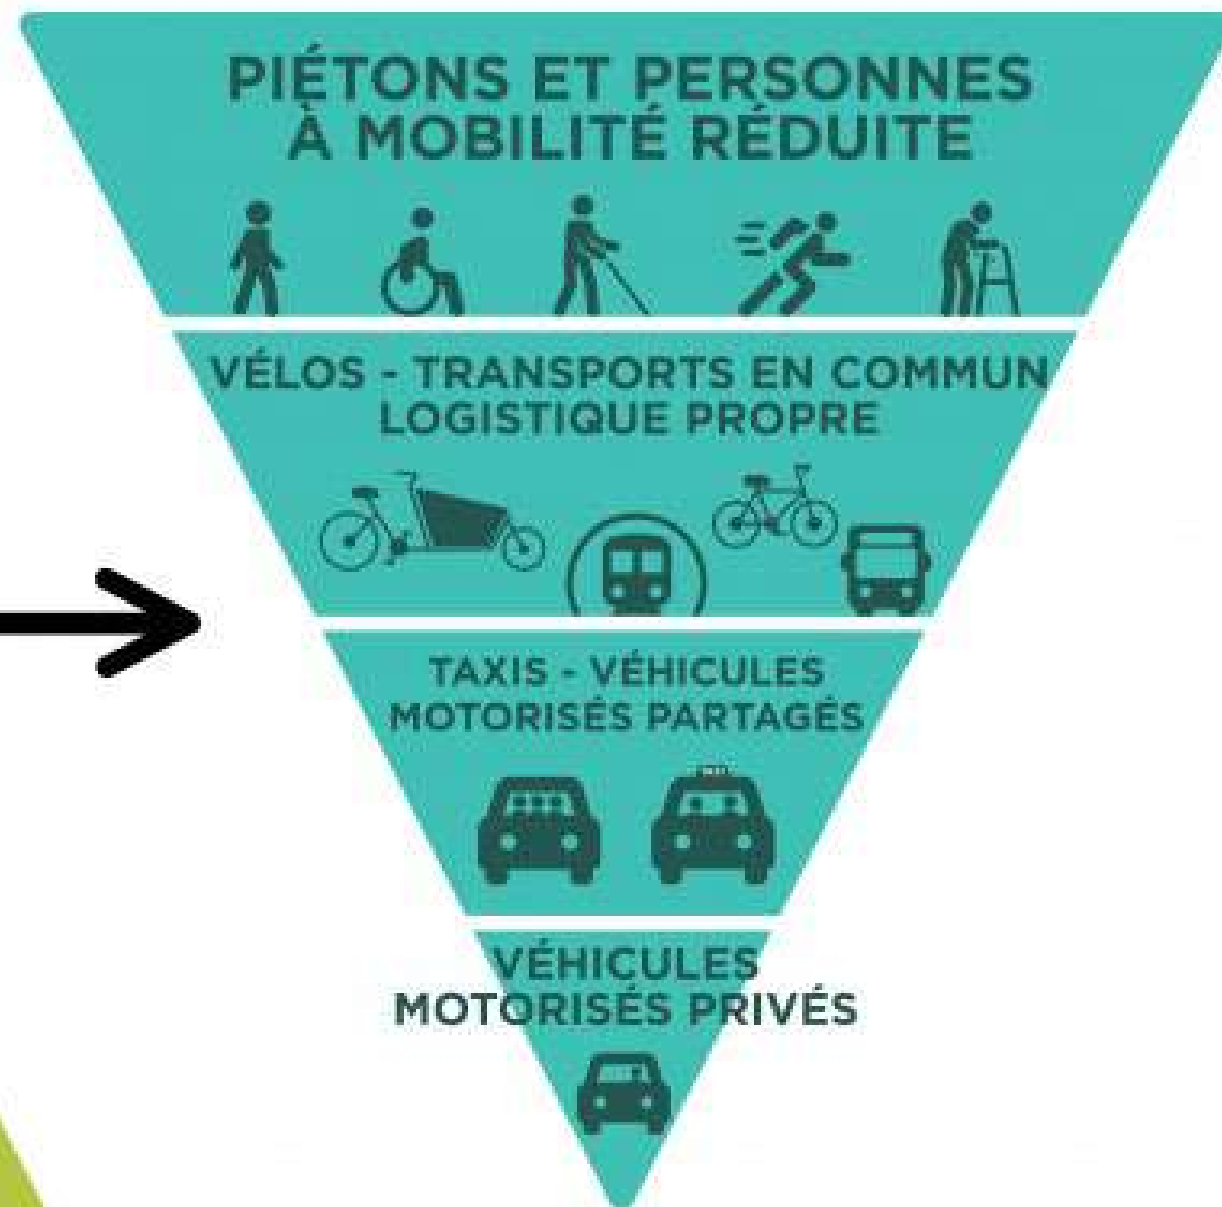 PIÉTONS ET PERSONNES
À MOBILITÉ RÉDUITE
VÉLOS - TRANSPORTS EN COMMUN
LOGISTIQUE PROPRE
TAXIS - VÉHICULES
MOTORISÉS PARTAGÉS
VÉHICULES
MOTORISÉS PRIVÉS